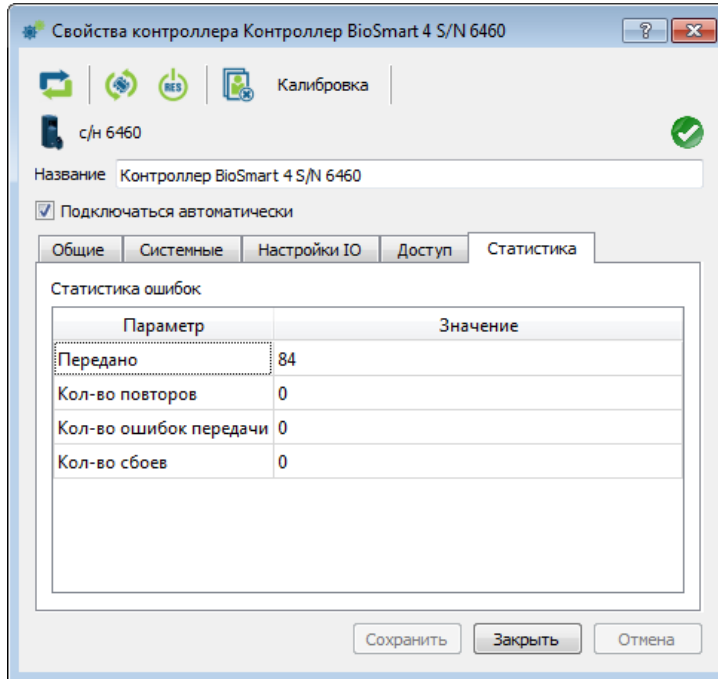 Свойства контроллера Контроллер BioSmart 4 S/N 6460
RES Калибровка
с/н 6460
Название Контроллер BioSmart 4 S/N 6460
Подключаться автоматически
Общие Системные Настройки IO Доступ Статистика
Статистика ошибок
Параметр Значение
Передано 84
Кол-во повторов 0
Кол-во ошибок передачи 0
Кол-во сбоев 0
Сохранить Закрыть Отмена